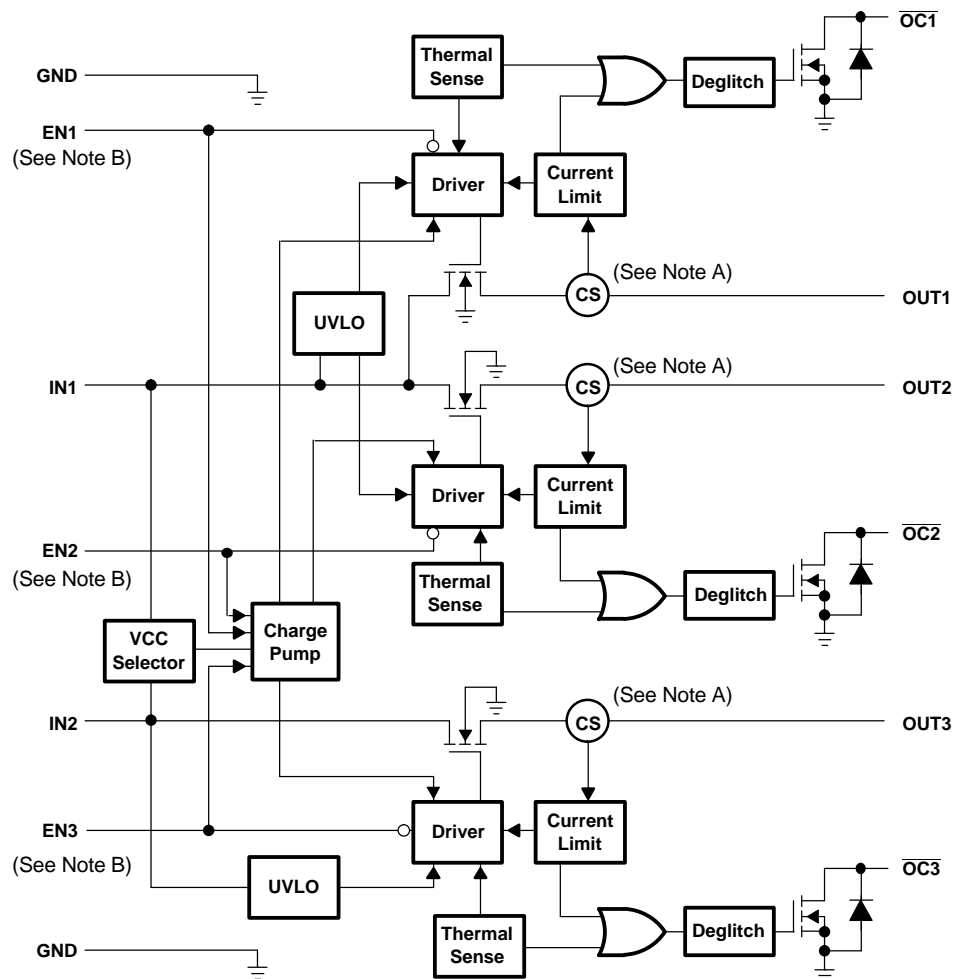 OC1
Thermal
Sense
GND
Deglitch
EN1
(See Note B)
Driver
Current
Limit
(See Note A)
CS
OUT1
UVLO
IN1
(See Note A)
CS
OUT2
Driver
Current
Limit
EN2
(See Note B)
OC2
Thermal
Sense
Deglitch
VCC
Selector
Charge
Pump
(See Note A)
IN2
CS
OUT3
EN3
(See Note B)
Driver
Current
Limit
UVLO
OC3
Thermal
Sense
Deglitch
GND